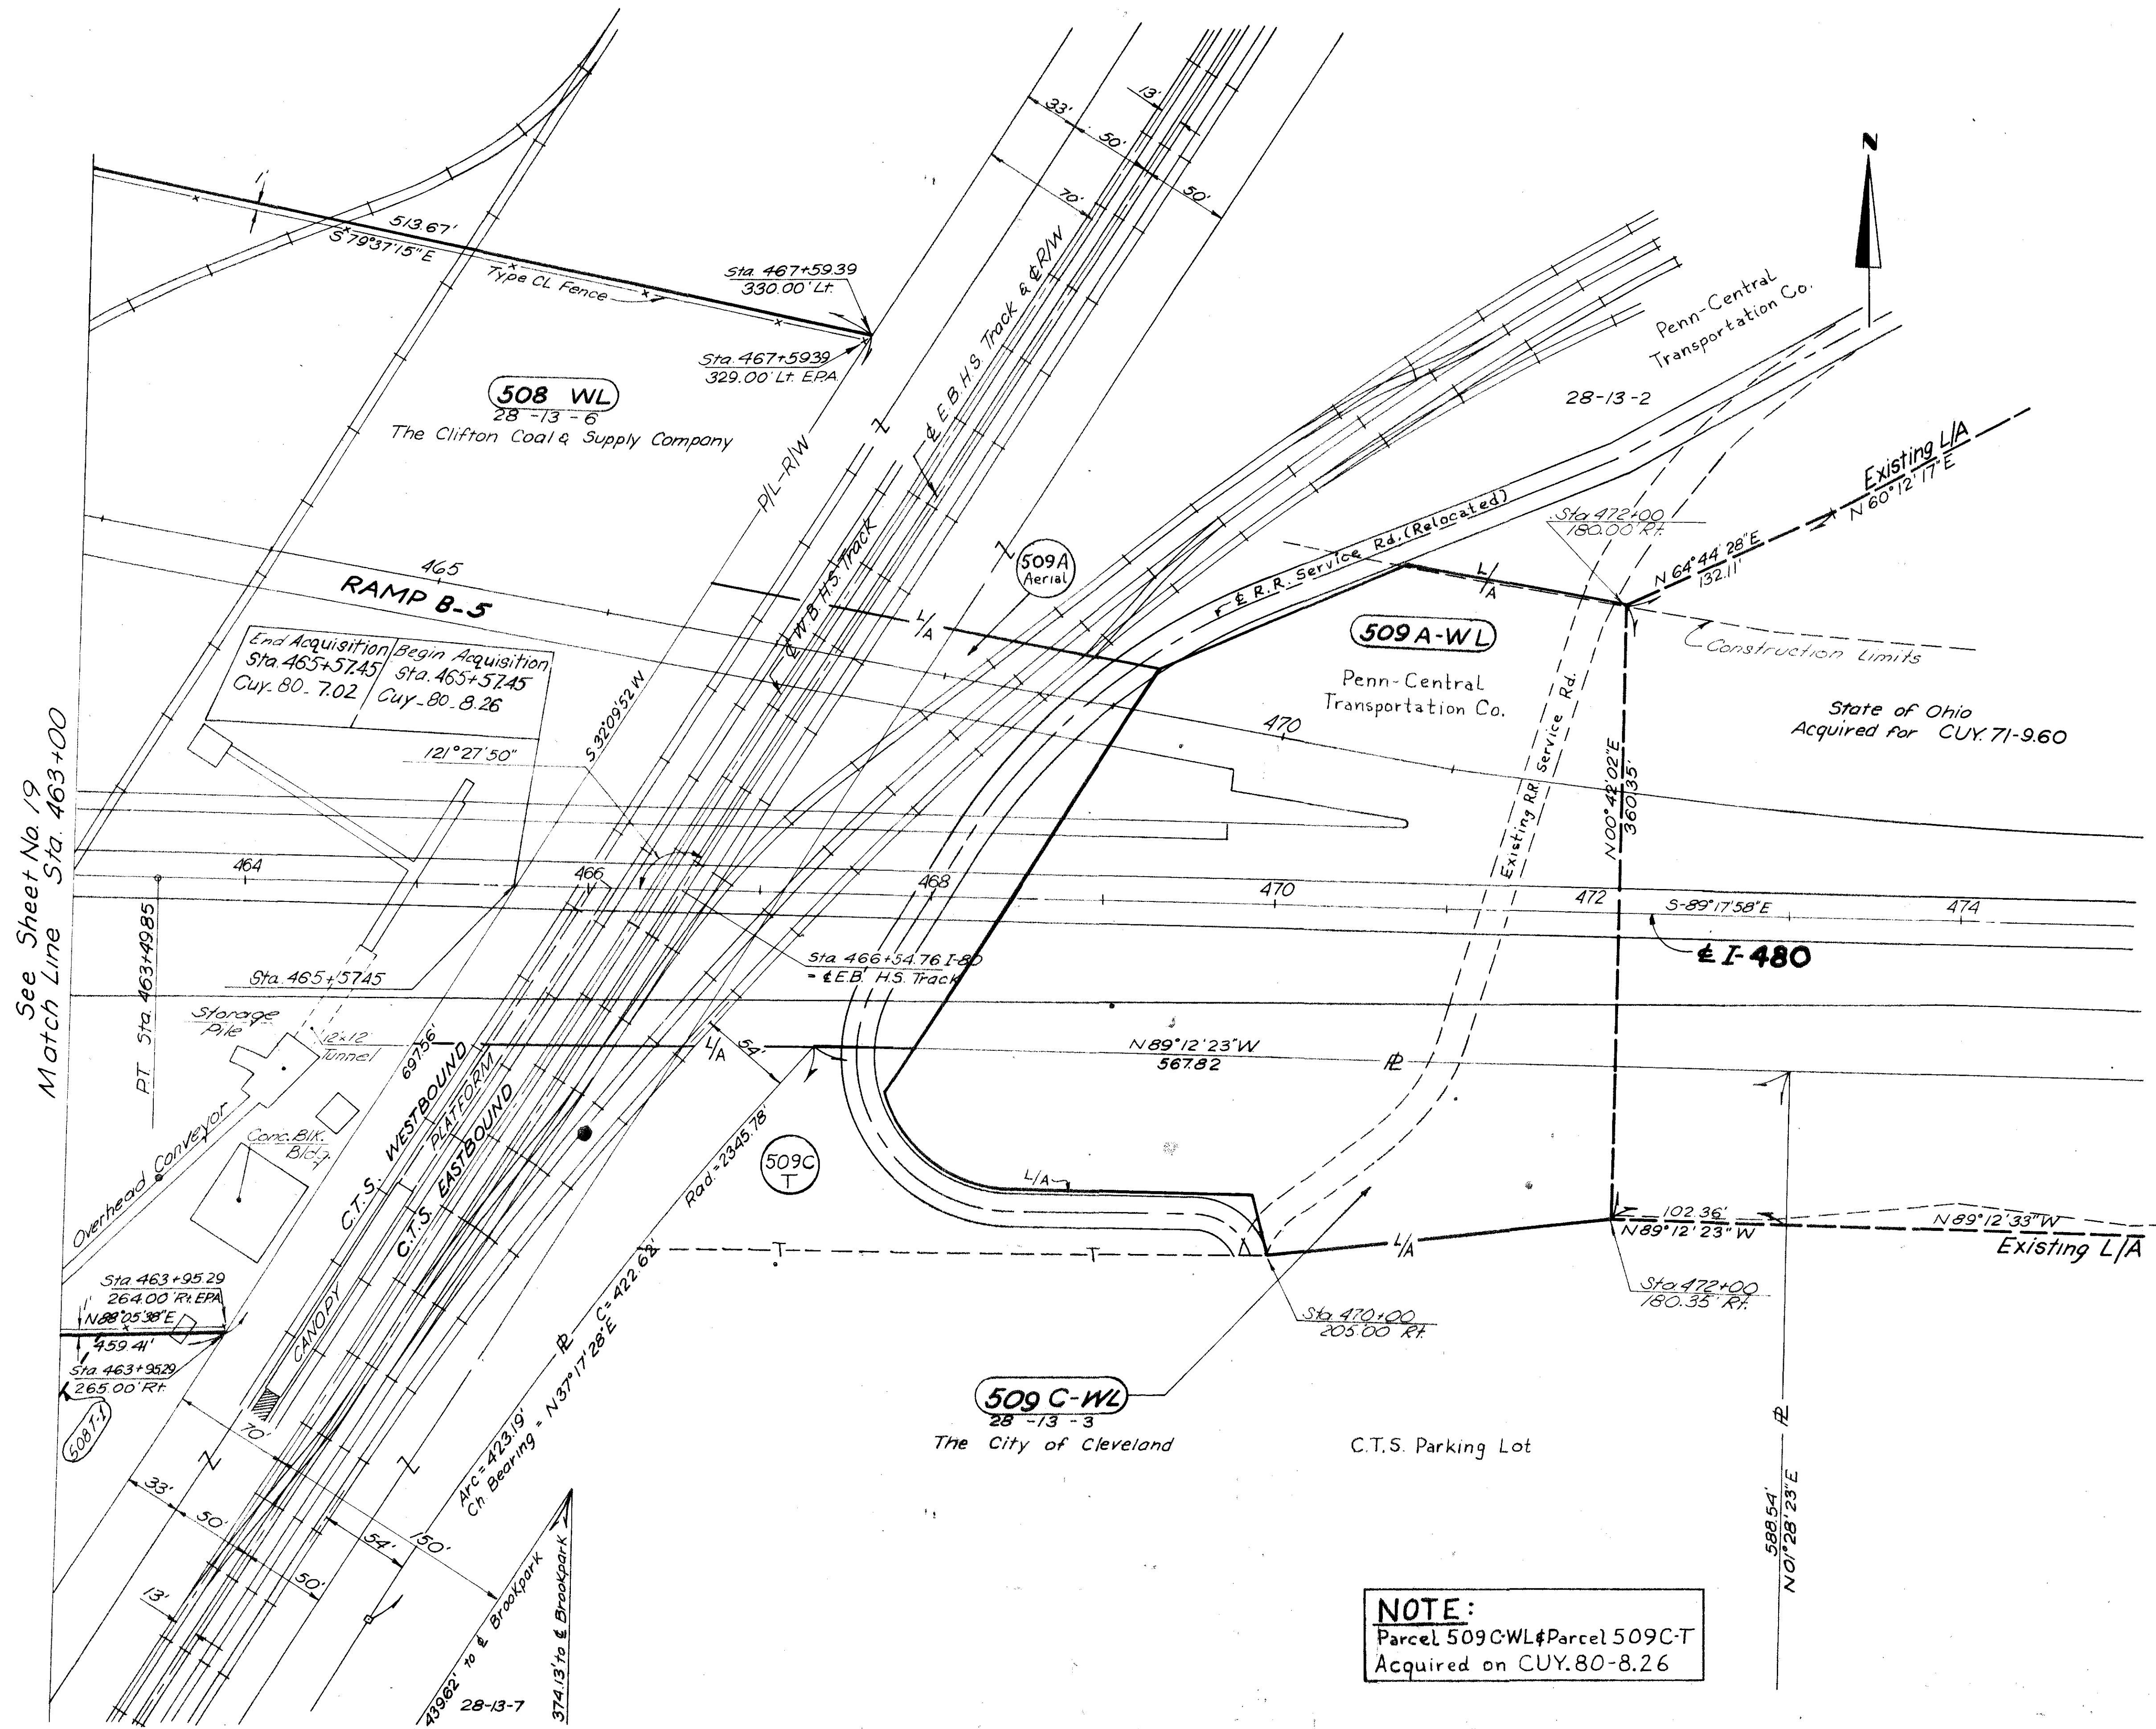 N
33'
13'
50'
70'
50'
1'
513.67'
S 79°37'15" E
Type CL Fence
Sta. 467+59.39
330.00' Lt.
Sta. 467+5939
329.00' Lt. EPA
508 WL
28-13-6
The Clifton Coal & Supply Company
P/L-R/W
℄ E.B. H.S. Track & ℄ R/W
℄ W.B. H.S. Track
Penn-Central
Transportation Co.
28-13-2
Existing L/A
N 60°12'17" E
Sta 472+00
180.00' Rt.
N 64°44'28" E
132.11'
℄ R.R. Service Rd. (Relocated)
509A
Aerial
L/A
L/A
509 A-WL
Penn-Central
Transportation Co.
Construction Limits
State of Ohio
Acquired for CUY. 71-9.60
465
RAMP B-5
470
End Acquisition
Sta. 465+57.45
Cuy-80-7.02
Begin Acquisition
Sta. 465+57.45
Cuy-80-8.26
121°27'50"
S 32°09'52 W
Existing R.R. Service Rd.
N00°42'02"E
360.35'
See Sheet No. 19
Match Line Sta. 463+00
464
466
468
470
472
S-89°17'58"E
474
℄ I-480
P.T. Sta. 463+49.85
Sta. 465+57.45
Sta. 466+54.76 I-80
= ℄ E.B. H.S. Track
Storage
Pile
12x12
Tunnel
697.56'
L/A
54'
N 89°12'23" W
567.82
PL
C.T.S. WESTBOUND
PLATFORM
C.T.S. EASTBOUND
CANOPY
Overhead Conveyor
Conc. Blk.
Bldg.
Rad. = 2345.78'
509C
T
L/A
102.36'
N 89°12'23" W
N 89°12'33" W
Existing L/A
T
T
L/A
Sta. 472+00
180.35' Rt.
Sta. 470+00
205.00 Rt.
Sta. 463+95.29
264.00' Rt. EPA
1'
N 88°05'38" E
459.41'
Sta. 463+95.29
265.00' Rt.
508 T-1
PL
C = 422.62'
Arc = 423.19'
Ch. Bearing = N 37°17'28" E
509 C-WL
28-13-3
The City of Cleveland
C.T.S. Parking Lot
70'
33'
50'
54'
150'
50'
13'
439.62' to ℄ Brookpark
374.13' to ℄ Brookpark
28-13-7
PL
588.54'
N01°28'23"E
NOTE:
Parcel 509C-WL & Parcel 509C-T
Acquired on CUY. 80-8.26